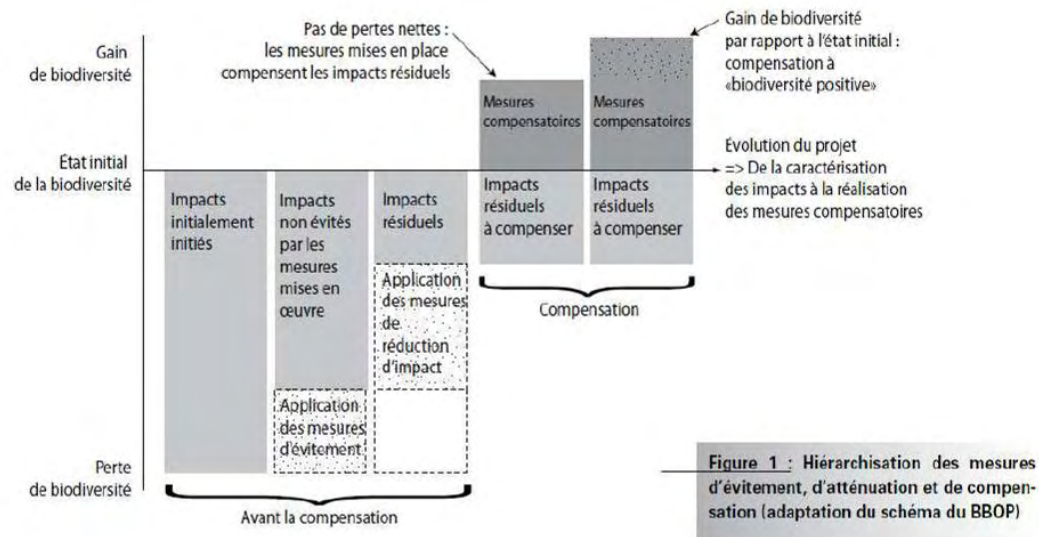 Pas de pertes nettes :
les mesures mises en place
compensent les impacts résiduels
Gain de biodiversité
par rapport à l'état initial :
compensation à
«biodiversité positive»
Gain
de biodiversité
Mesures
compensatoires
Mesures
compensatoires
État initial
de la biodiversité
Évolution du projet
=> De la caractérisation
des impacts à la réalisation
des mesures compensatoires
Impacts
initialement
initiés
Impacts
non évités
par les
mesures
mises en
œuvre
Impacts
résiduels
Impacts
résiduels
à compenser
Impacts
résiduels
à compenser
Application
des mesures
de
réduction
d'impact
Compensation
Application
des mesures
d'évitement
Perte
de biodiversité
Avant la compensation
Figure 1 : Hiérarchisation des mesures
d'évitement, d'atténuation et de compen-
sation (adaptation du schéma du BBOP)